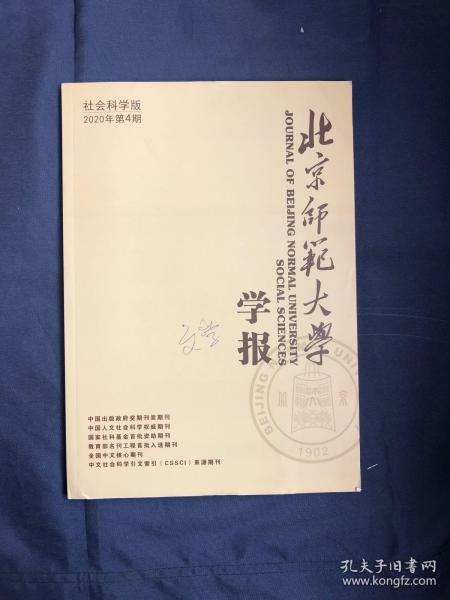 社会科学版
2020年第4期
北京師範大學
JOURNAL OF BEIJING NORMAL UNIVERSITY
SOCIAL SCIENCES
学报
中国出版政府奖期刊奖期刊
中国人文社会科学权威期刊
国家社科基金首批资助期刊
教育部名刊工程首批入选期刊
全国中文核心期刊
中文社会科学引文索引（CSSCI）来源期刊
BEIJING NORMAL
1902
孔夫子旧书网
www.kongfz.com